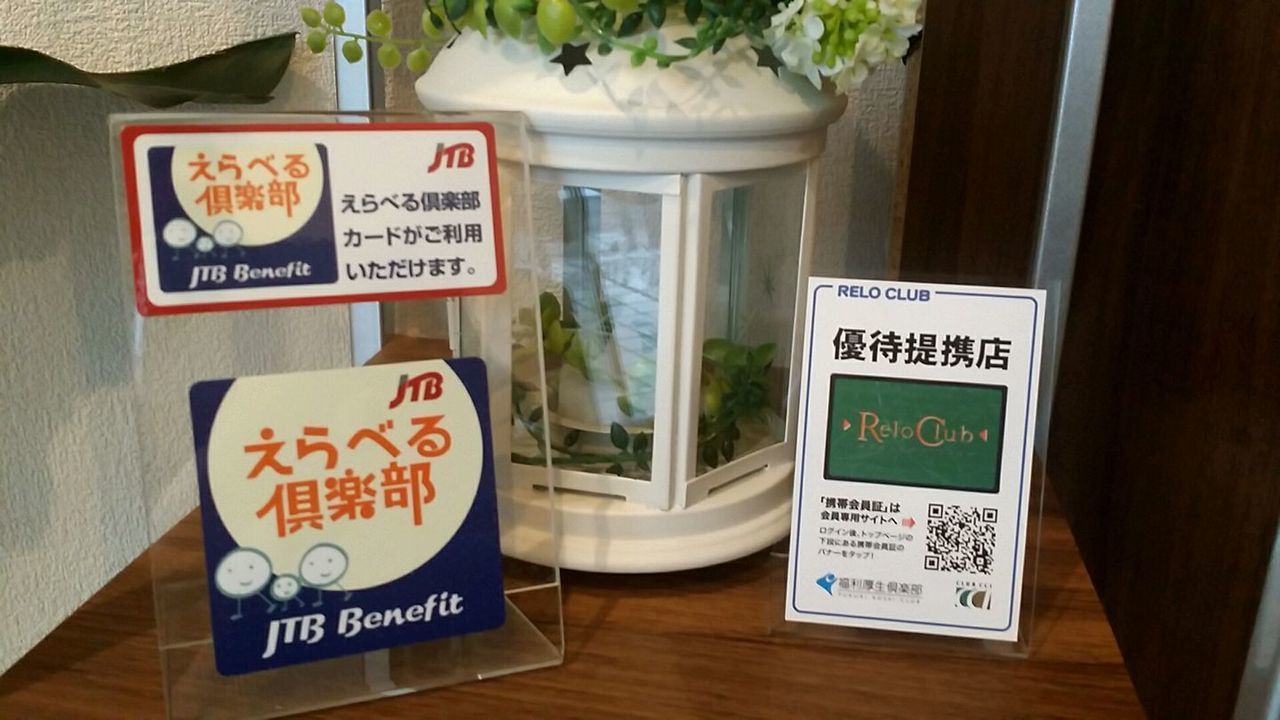 えらべる
倶楽部
JTB Benefit
JTB
えらべる倶楽部
カードがご利用
いただけます。
JTB
えらべる
倶楽部
JTB Benefit
RELO CLUB
優待提携店
Relo Club
「携帯会員証」は
会員専用サイトへ
ログイン後、トップページの
下段にある携帯会員証の
バナーをタップ!
福利厚生倶楽部
FUKURI KOSEI CLUB
CLUB CCI